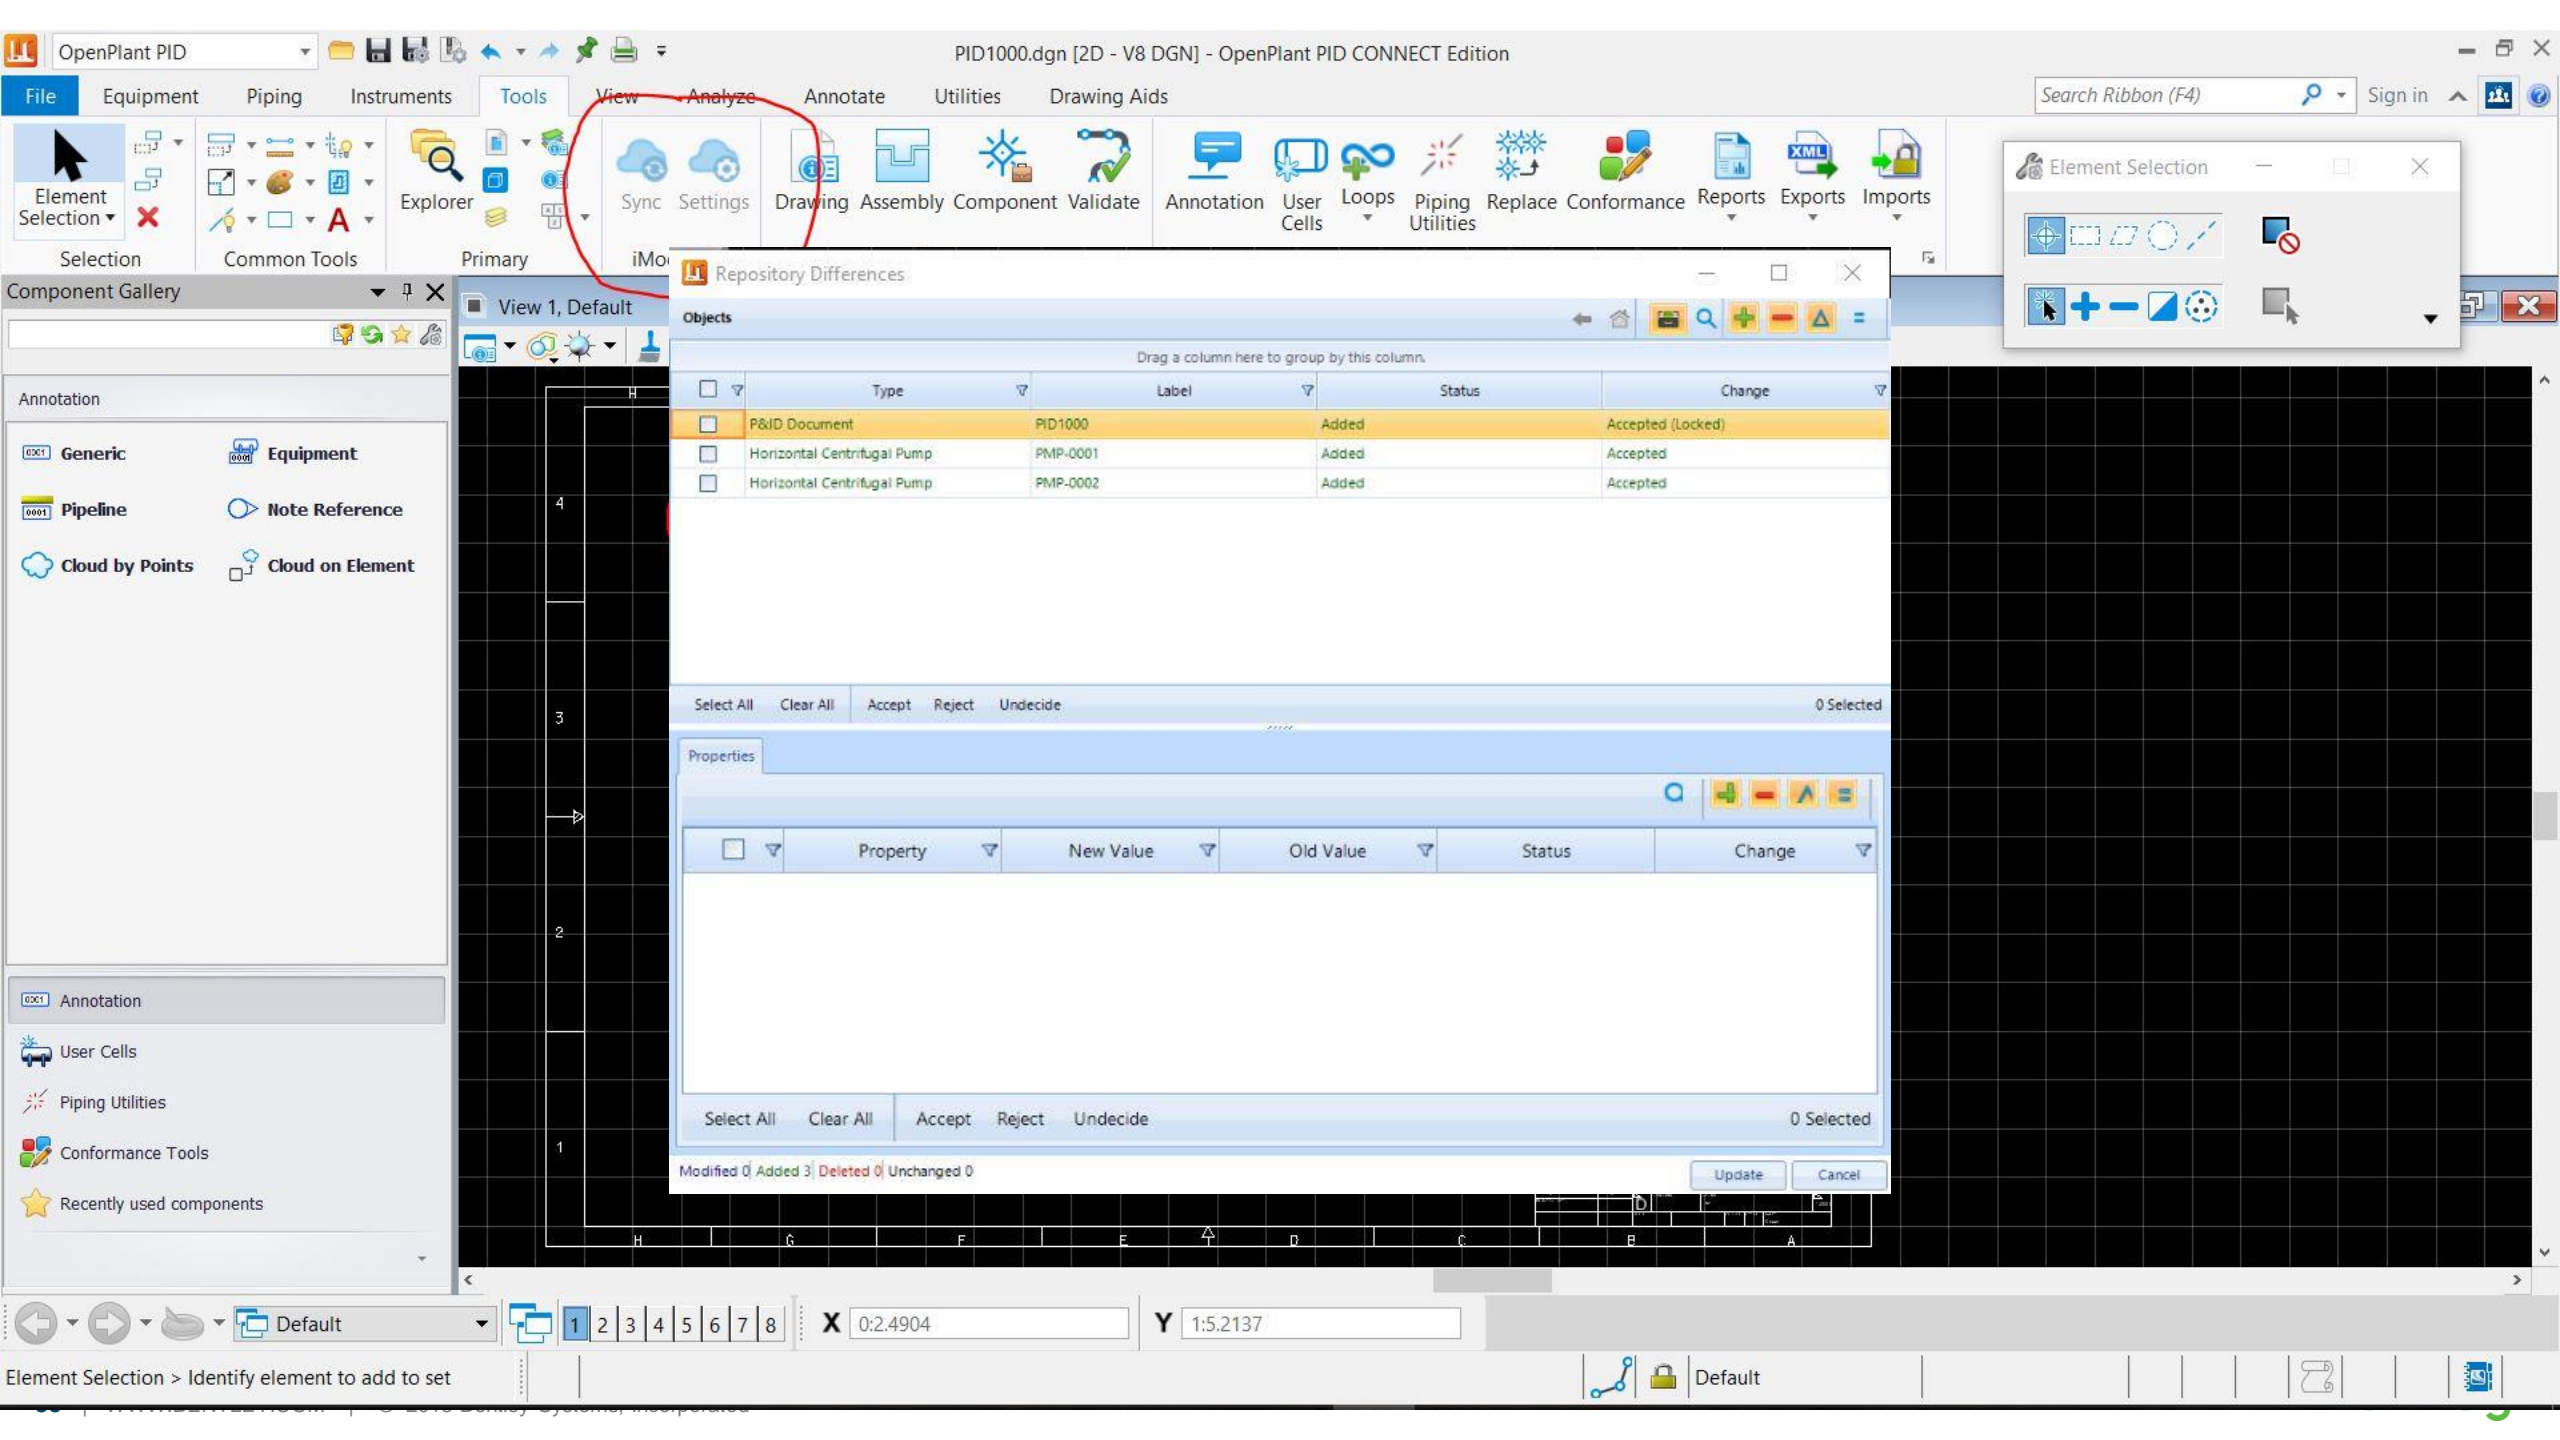 OpenPlant PID
PID1000.dgn [2D - V8 DGN] - OpenPlant PID CONNECT Edition
File Equipment Piping Instruments Tools View Analyze Annotate Utilities Drawing Aids
Search Ribbon (F4)
Sign in
Element Selection
Explorer
Sync Settings
Drawing Assembly Component Validate
Annotation
User Cells
Loops
Piping Utilities
Replace Conformance
Reports Exports Imports
Selection Common Tools Primary
Element Selection
Component Gallery
View 1, Default
Annotation
Generic Equipment
Pipeline Note Reference
Cloud by Points Cloud on Element
Annotation
User Cells
Piping Utilities
Conformance Tools
Recently used components
Repository Differences
Objects
Drag a column here to group by this column.
Type Label Status Change
P&ID Document PID1000 Added Accepted (Locked)
Horizontal Centrifugal Pump PMP-0001 Added Accepted
Horizontal Centrifugal Pump PMP-0002 Added Accepted
Select All Clear All Accept Reject Undecide 0 Selected
Properties
Property New Value Old Value Status Change
Select All Clear All Accept Reject Undecide 0 Selected
Modified 0 Added 3 Deleted 0 Unchanged 0
Update Cancel
H
4
3
2
1
H G F E D C B A
Default
1 2 3 4 5 6 7 8
X 0:2.4904
Y 1:5.2137
Element Selection > Identify element to add to set
Default